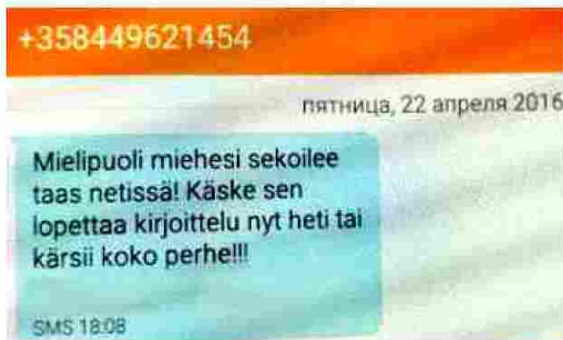 +358449621454
пятница, 22 апреля 2016
Mielipuoli miehesi sekoilee
taas netissä! Käske sen
lopettaa kirjoittelu nyt heti tai
kärsii koko perhe!!!
SMS 18:08